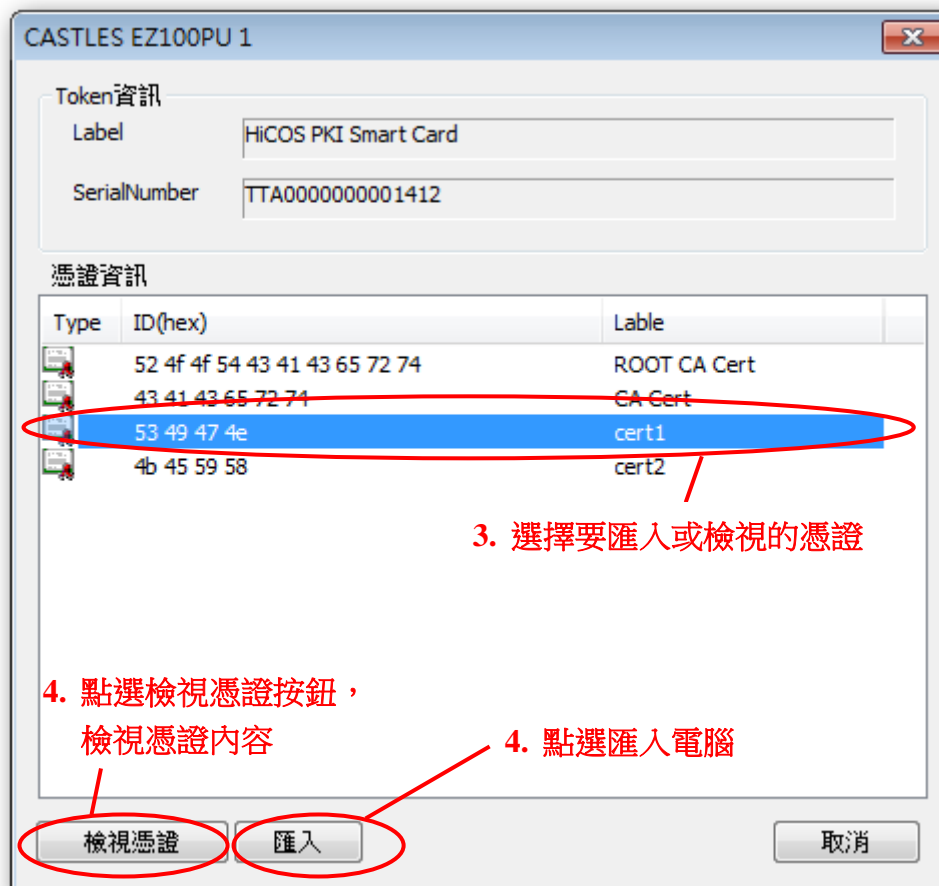 CASTLES EZ100PU 1
Token資訊
Label HiCOS PKI Smart Card
SerialNumber TTA0000000001412
憑證資訊
Type ID(hex) Lable
52 4f 4f 54 43 41 43 65 72 74 ROOT CA Cert
43 41 43 65 72 74 CA Cert
53 49 47 4e cert1
4b 45 59 58 cert2
3. 選擇要匯入或檢視的憑證
4. 點選檢視憑證按鈕，
檢視憑證內容
4. 點選匯入電腦
檢視憑證 匯入 取消